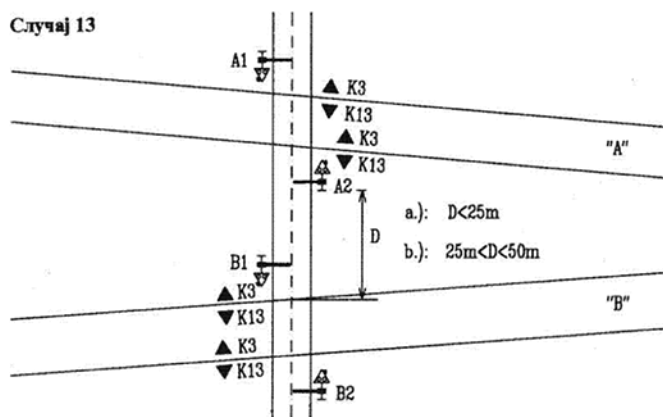 Случај 13
A1
K3
K13
K3
K13
"A"
A2
a.): D<25m
D
b.): 25m<D<50m
B1
K3
K13
"B"
K3
K13
B2